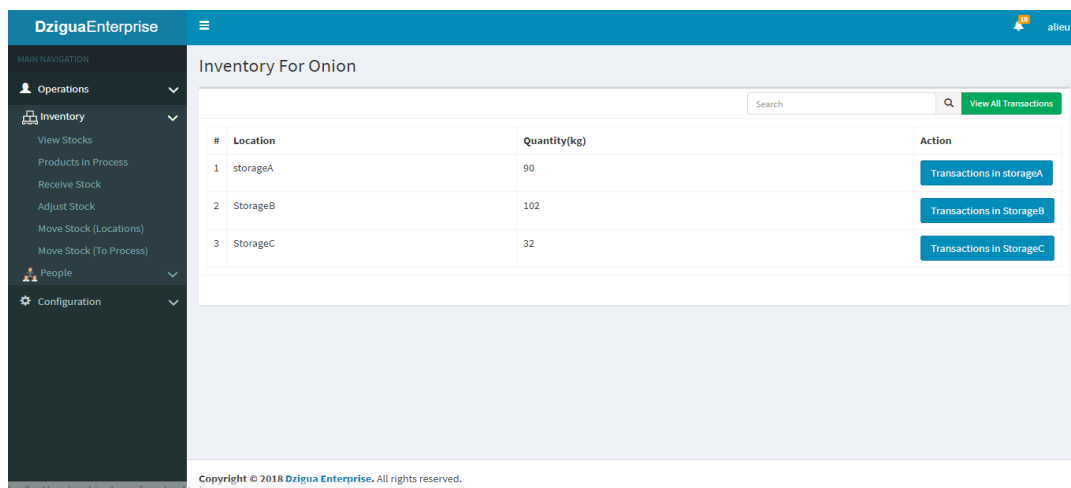 DziguaEnterprise
10
alieu
MAIN NAVIGATION
Operations
Inventory
View Stocks
Products in Process
Receive Stock
Adjust Stock
Move Stock (Locations)
Move Stock (To Process)
People
Configuration
Inventory For Onion
Search
View All Transactions
# Location Quantity(kg) Action
1 storageA 90 Transactions in storageA
2 StorageB 102 Transactions in StorageB
3 StorageC 32 Transactions in StorageC
Copyright © 2018 Dzigua Enterprise. All rights reserved.